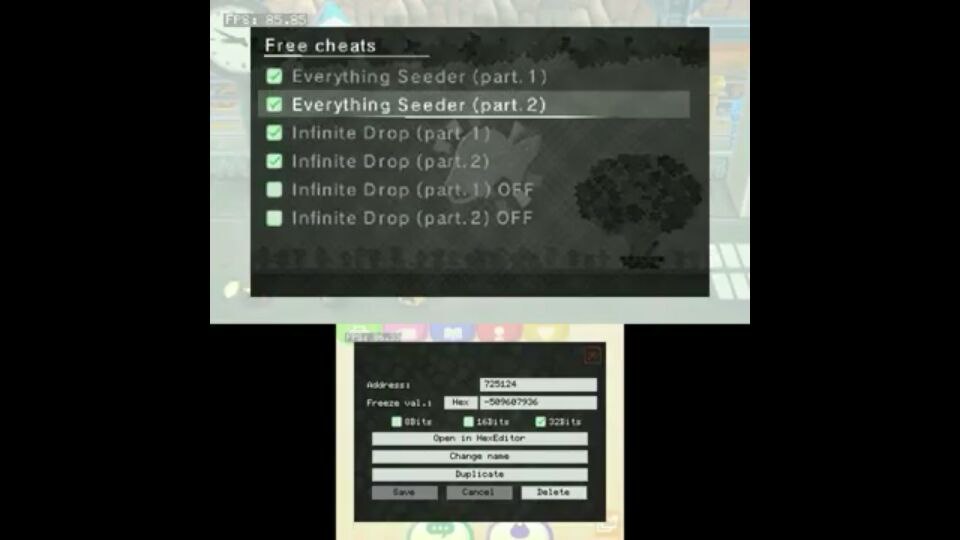 FPS: 85.85
Free cheats
Everything Seeder (part.1)
Everything Seeder (part.2)
Infinite Drop (part.1)
Infinite Drop (part.2)
Infinite Drop (part.1) OFF
Infinite Drop (part.2) OFF
Address: 725124
Freeze val.: Hex -509607936
8Bits 16Bits 32Bits
Open in HexEditor
Change name
Duplicate
Save Cancel Delete